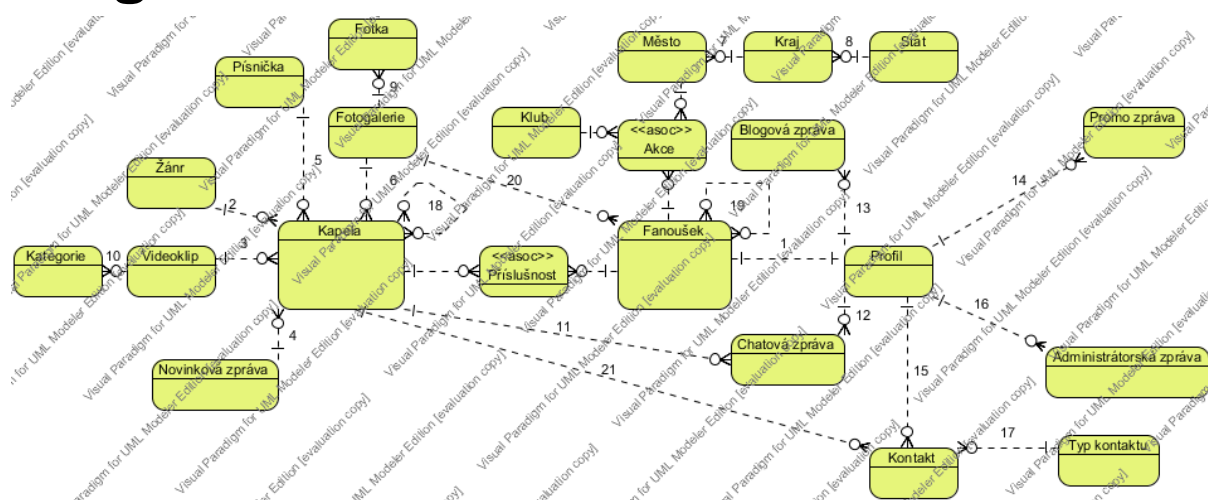 Fotka
Město
7
Kraj
8
Stát
Písnička
9
Fotogalerie
Klub
<<asoc>>
Akce
Blogová zpráva
Promo zpráva
Žánr
5
6
20
14
2
18
19
13
Kapela
Fanoušek
Kategorie
10
Videoklip
3
<<asoc>>
Příslušnost
1
Profil
4
11
12
16
Novinková zpráva
Chatová zpráva
Administrátorská zpráva
21
15
17
Kontakt
Typ kontaktu
Visual Paradigm for UML Modeler Edition [evaluation copy]